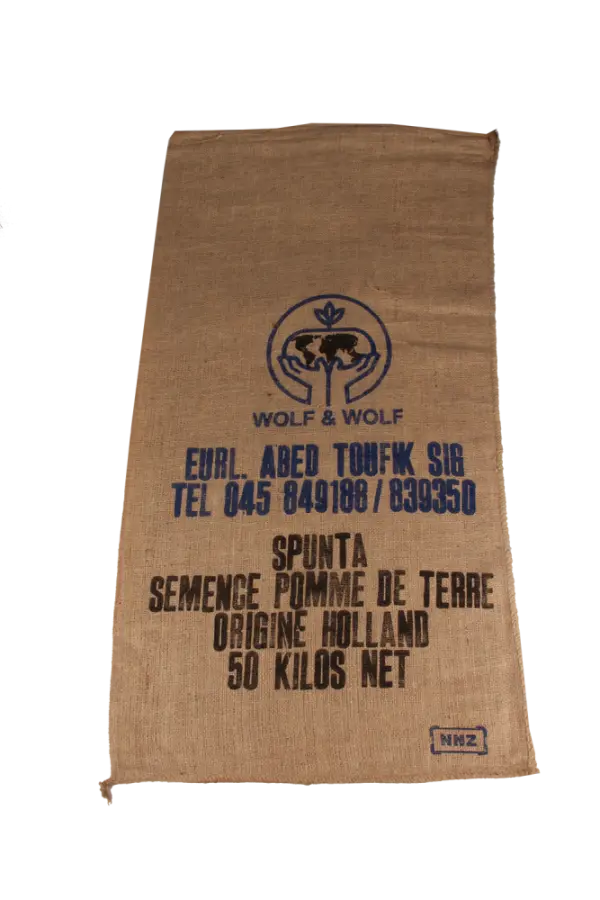 WOLF & WOLF
EURL. ABED TOUFIK SIG
TEL 045 849188 / 839350
SPUNTA
SEMENCE POMME DE TERRE
ORIGINE HOLLAND
50 KILOS NET
NHZ